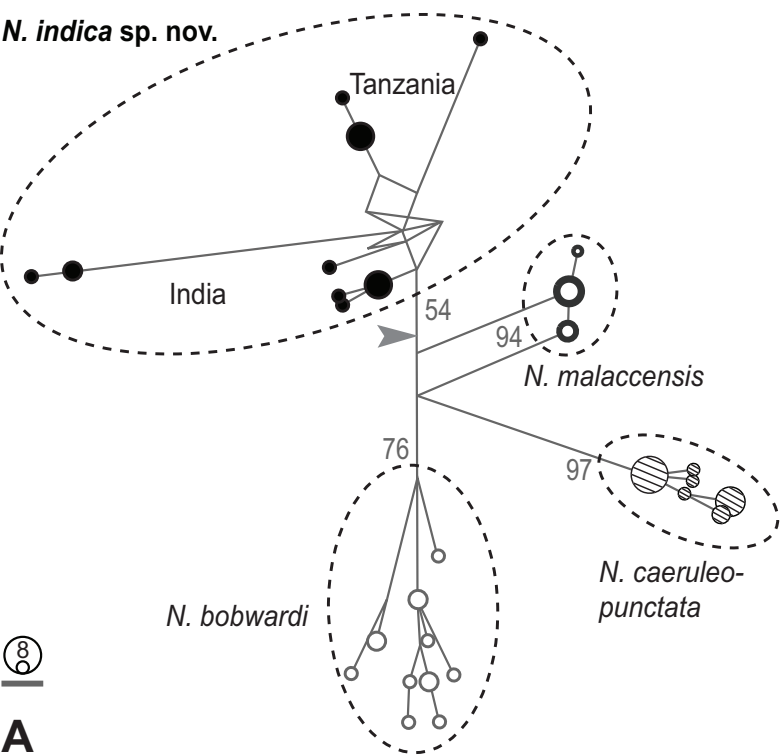 N. indica sp. nov.
Tanzania
India
54
94
N. malaccensis
76
97
N. caeruleo-
punctata
N. bobwardi
8
A